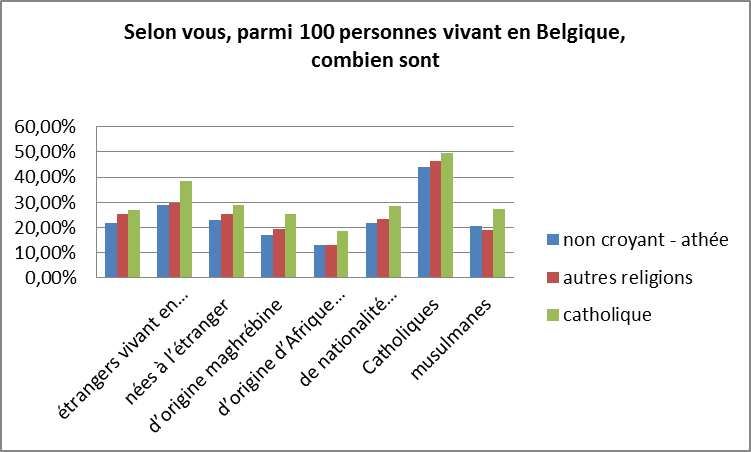 Selon vous, parmi 100 personnes vivant en Belgique,
combien sont
60,00%
50,00%
40,00%
30,00%
20,00%
10,00%
0,00%
étrangers vivant en...
nées à l'étranger
d'origine maghrébine
d'origine d'Afrique...
de nationalité...
Catholiques
musulmanes
non croyant - athée
autres religions
catholique